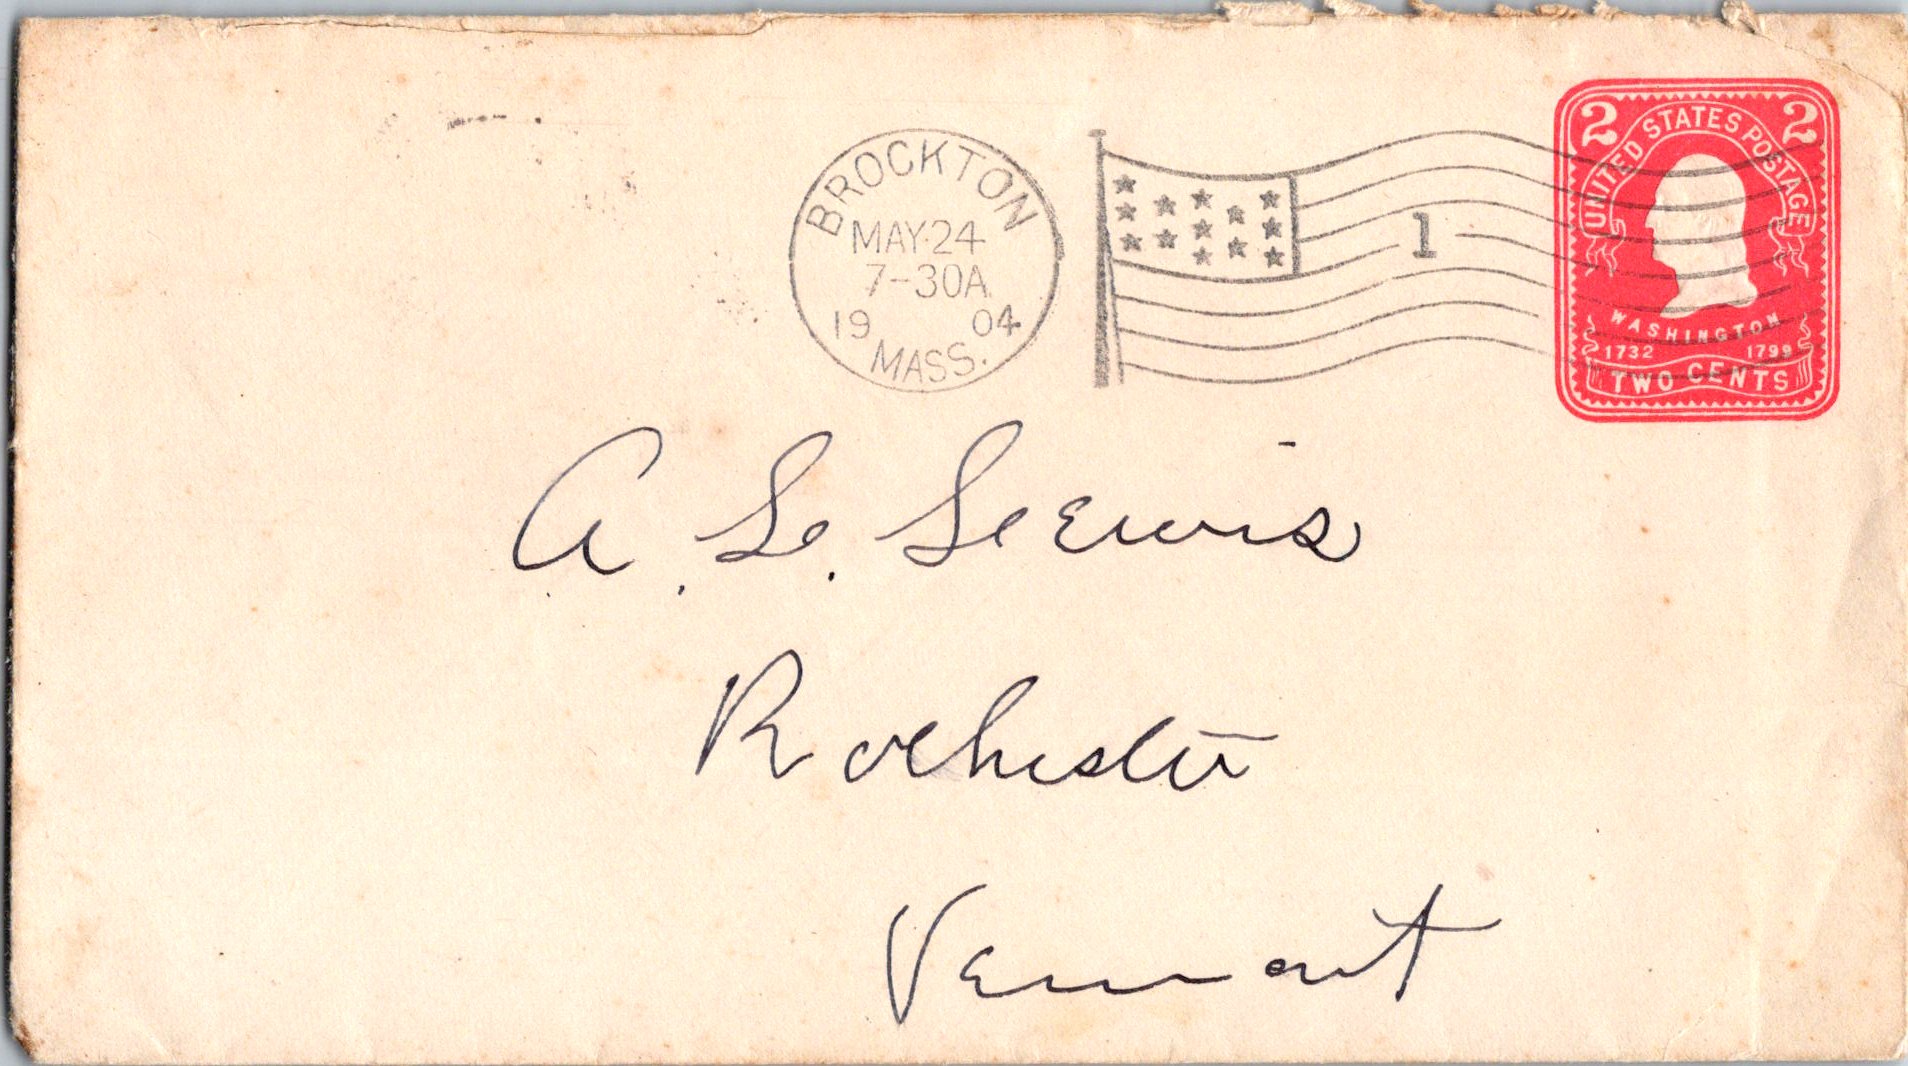 BROCKTON
MAY·24
7-30A
19 04
MASS.
1
2 2
UNITED STATES POSTAGE
WASHINGTON
1732 1799
TWO CENTS
A. L. Lewis
Rochester
Vermont